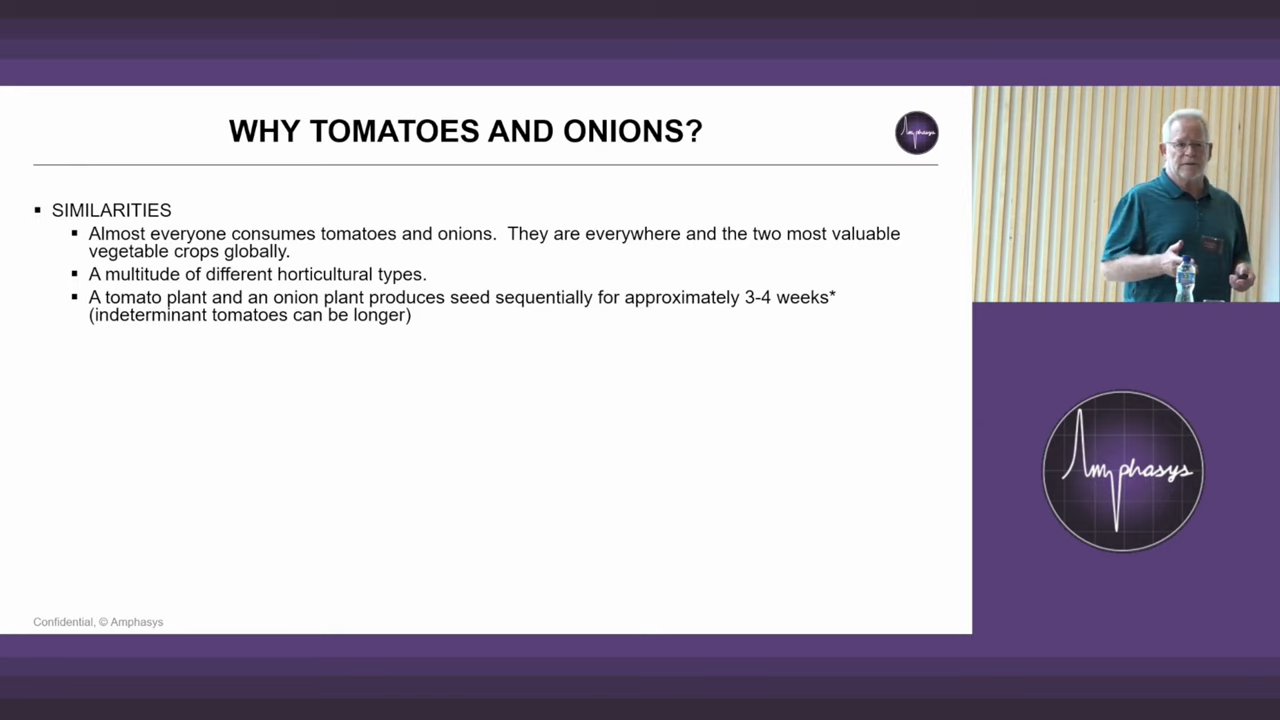 WHY TOMATOES AND ONIONS?
Amphasys
▪ SIMILARITIES
▪ Almost everyone consumes tomatoes and onions.  They are everywhere and the two most valuable
vegetable crops globally.
▪ A multitude of different horticultural types.
▪ A tomato plant and an onion plant produces seed sequentially for approximately 3-4 weeks*
(indeterminant tomatoes can be longer)
Amphasys
Confidential, © Amphasys